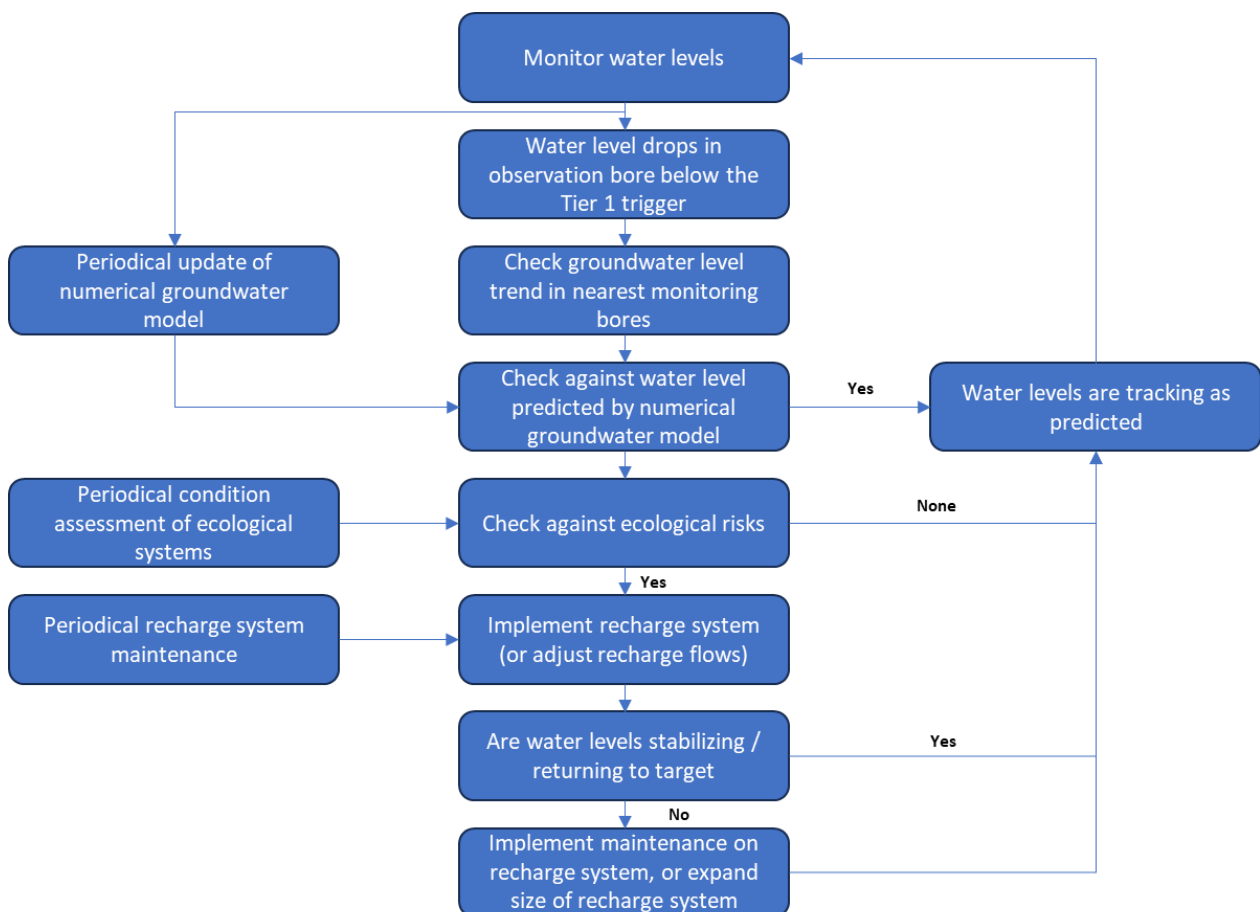 Monitor water levels
Water level drops in
observation bore below the
Tier 1 trigger
Periodical update of
numerical groundwater
model
Check groundwater level
trend in nearest monitoring
bores
Check against water level
predicted by numerical
groundwater model
Yes
Water levels are tracking as
predicted
Periodical condition
assessment of ecological
systems
Check against ecological risks
None
Yes
Periodical recharge system
maintenance
Implement recharge system
(or adjust recharge flows)
Are water levels stabilizing /
returning to target
Yes
No
Implement maintenance on
recharge system, or expand
size of recharge system